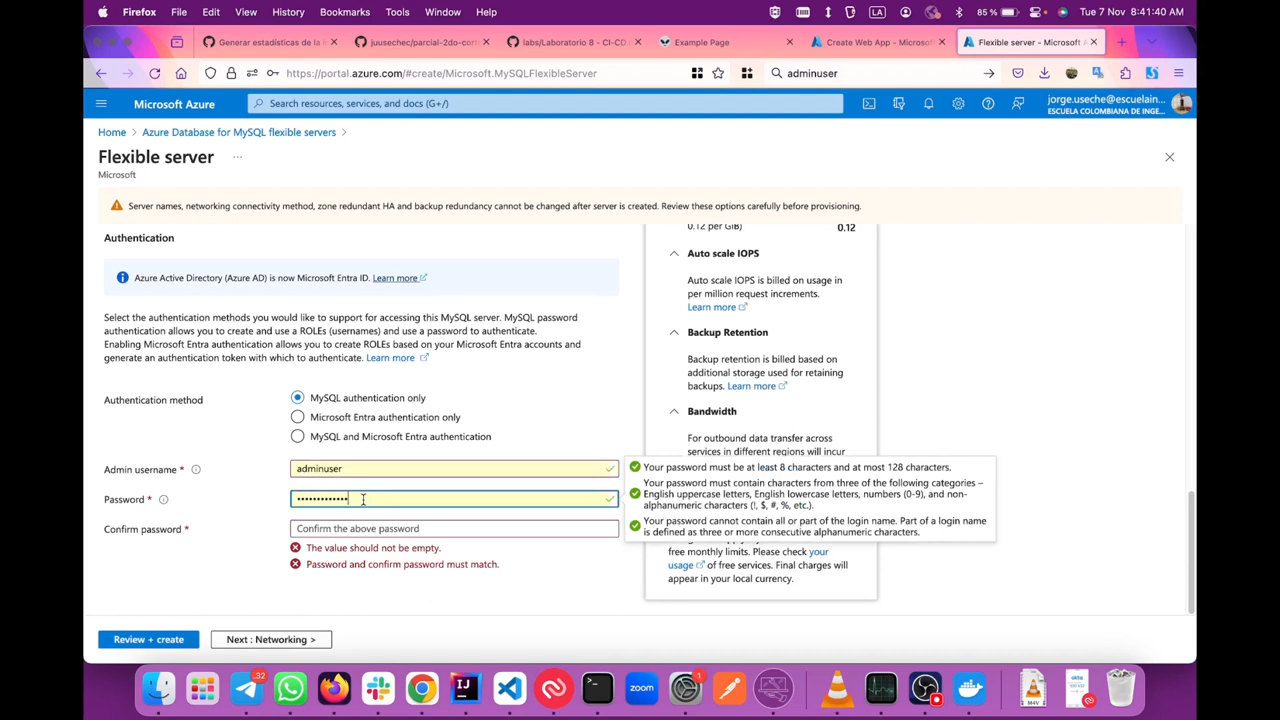 Firefox File Edit View History Bookmarks Tools Window Help LA 85 % Tue 7 Nov 8:41:40 AM
Generar estadísticas de la juusechec/parcial-2do-cort labs/Laboratorio 8 - CI-CD Example Page Create Web App - Microsof Flexible server - Microsoft A
https://portal.azure.com/#create/Microsoft.MySQLFlexibleServer adminuser
Microsoft Azure Search resources, services, and docs (G+/) jorge.useche@escuelain...
ESCUELA COLOMBIANA DE INGE...
Home > Azure Database for MySQL flexible servers >
Flexible server ...
Microsoft
Server names, networking connectivity method, zone redundant HA and backup redundancy cannot be changed after server is created. Review these options carefully before provisioning.
Authentication
Azure Active Directory (Azure AD) is now Microsoft Entra ID. Learn more
Select the authentication methods you would like to support for accessing this MySQL server. MySQL password
authentication allows you to create and use a ROLEs (usernames) and use a password to authenticate.
Enabling Microsoft Entra authentication allows you to create ROLEs based on your Microsoft Entra accounts and
generate an authentication token with which to authenticate. Learn more
Authentication method
MySQL authentication only
Microsoft Entra authentication only
MySQL and Microsoft Entra authentication
Admin username * adminuser
Password * •••••••••••••
Confirm password * Confirm the above password
The value should not be empty.
Password and confirm password must match.
0.12 per GiB) 0.12
Auto scale IOPS
Auto scale IOPS is billed on usage in
per million request increments.
Learn more
Backup Retention
Backup retention is billed based on
additional storage used for retaining
backups. Learn more
Bandwidth
For outbound data transfer across
services in different regions will incur
Your password must be at least 8 characters and at most 128 characters.
Your password must contain characters from three of the following categories –
English uppercase letters, English lowercase letters, numbers (0-9), and non-
alphanumeric characters (!, $, #, %, etc.).
Your password cannot contain all or part of the login name. Part of a login name
is defined as three or more consecutive alphanumeric characters.
free monthly limits. Please check your
usage of free services. Final charges will
appear in your local currency.
Review + create Next : Networking >
32 zoom 1
M4V okta